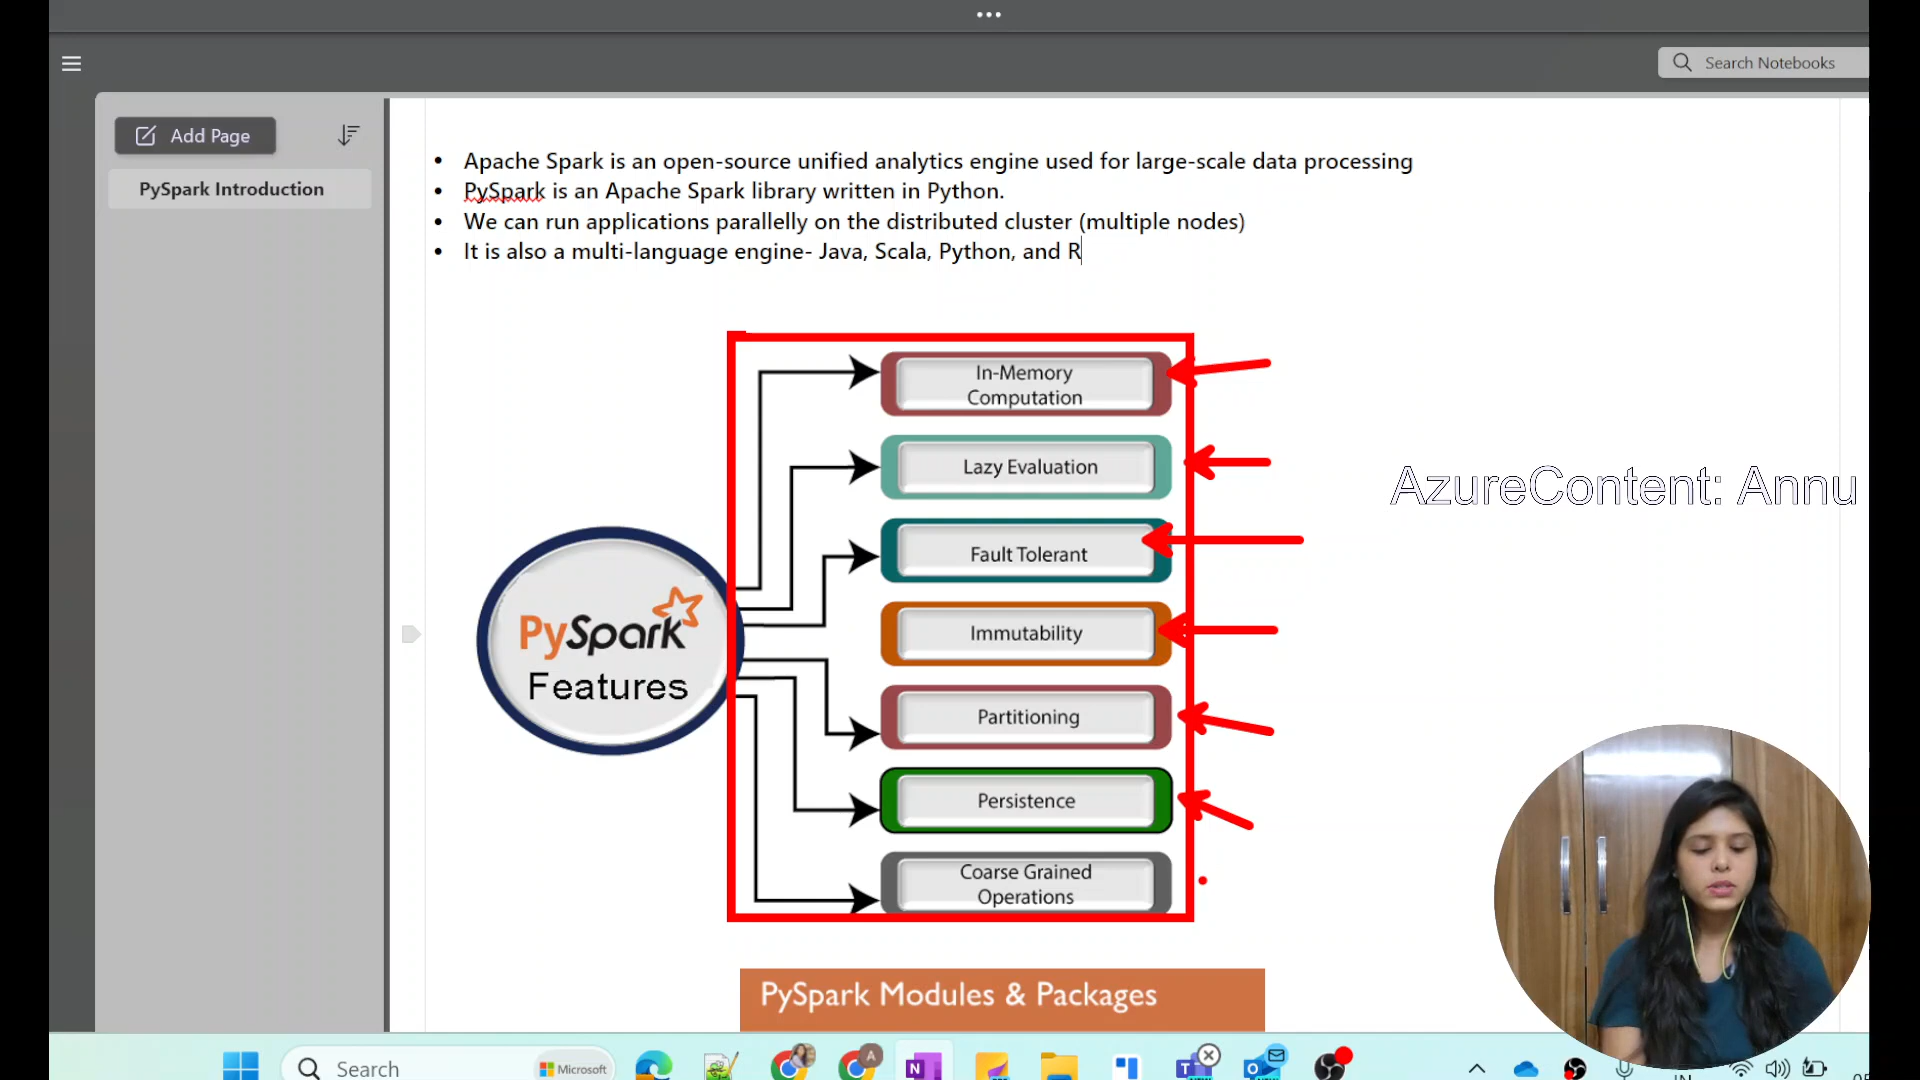 Search Notebooks
Add Page
PySpark Introduction
• Apache Spark is an open-source unified analytics engine used for large-scale data processing
• PySpark is an Apache Spark library written in Python.
• We can run applications parallelly on the distributed cluster (multiple nodes)
• It is also a multi-language engine- Java, Scala, Python, and R
In-Memory
Computation
Lazy Evaluation
AzureContent: Annu
Fault Tolerant
PySpark
Features
Immutability
Partitioning
Persistence
Coarse Grained
Operations
PySpark Modules & Packages
Search
Microsoft